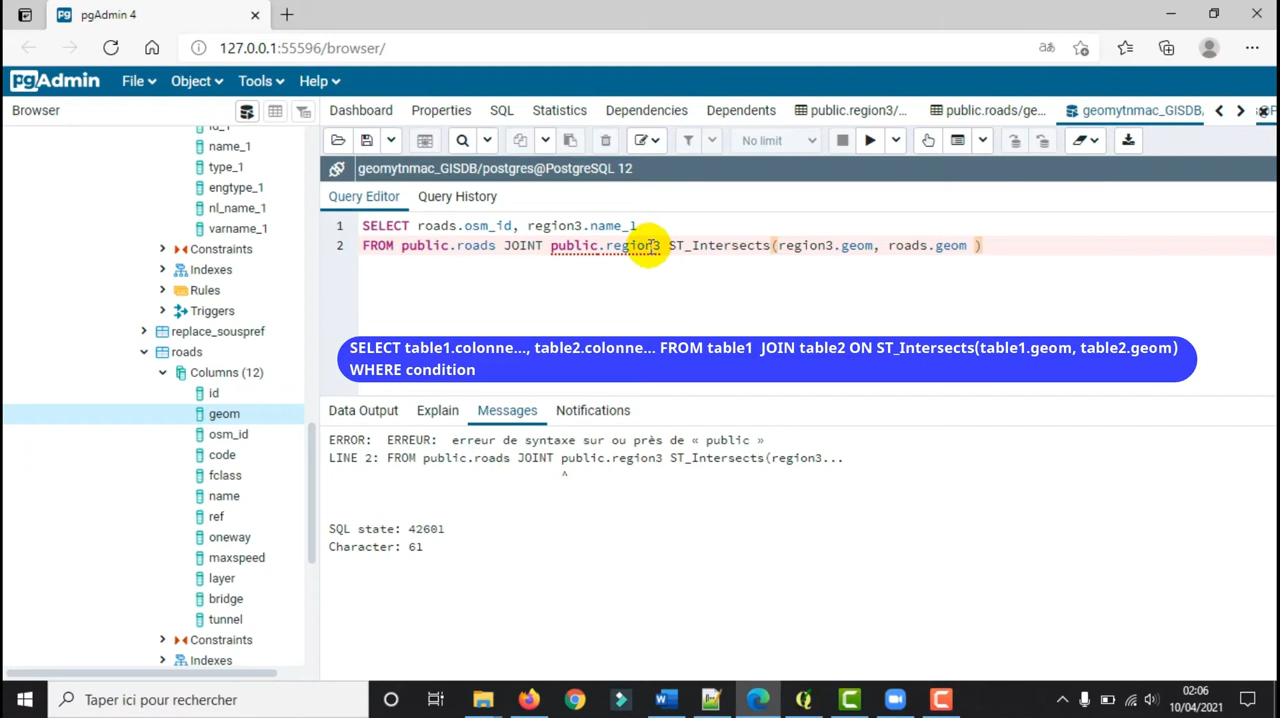 pgAdmin 4
127.0.0.1:55596/browser/
pgAdmin File Object Tools Help
Browser
Dashboard Properties SQL Statistics Dependencies Dependents public.region3/... public.roads/ge... geomytnmac_GISDB,
No limit
geomytnmac_GISDB/postgres@PostgreSQL 12
Query Editor Query History
1 SELECT roads.osm_id, region3.name_1
2 FROM public.roads JOINT public.region3 ST_Intersects(region3.geom, roads.geom )
SELECT table1.colonne..., table2.colonne... FROM table1 JOIN table2 ON ST_Intersects(table1.geom, table2.geom)
WHERE condition
Data Output Explain Messages Notifications
ERROR: ERREUR: erreur de syntaxe sur ou près de « public »
LINE 2: FROM public.roads JOINT public.region3 ST_Intersects(region3...
^
SQL state: 42601
Character: 61
name_1
type_1
engtype_1
nl_name_1
varname_1
Constraints
Indexes
Rules
Triggers
replace_souspref
roads
Columns (12)
id
geom
osm_id
code
fclass
name
ref
oneway
maxspeed
layer
bridge
tunnel
Constraints
Indexes
Taper ici pour rechercher
02:06
10/04/2021